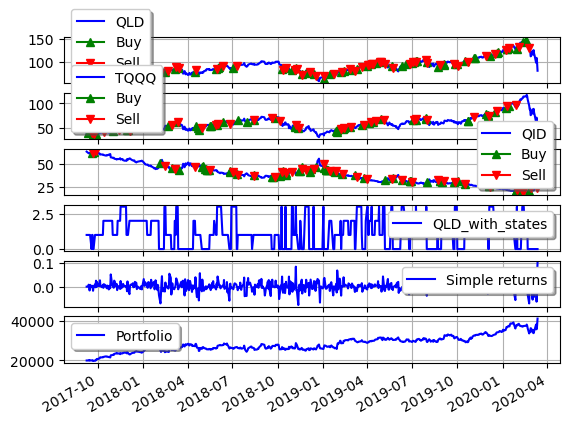 QLD
Buy
Sell
150
100
TQQQ
Buy
Sell
100
50
QID
Buy
Sell
50
25
QLD_with_states
2.5
0.0
Simple returns
0.1
0.0
Portfolio
40000
20000
2017-10 2018-01 2018-04 2018-07 2018-10 2019-01 2019-04 2019-07 2019-10 2020-01 2020-04